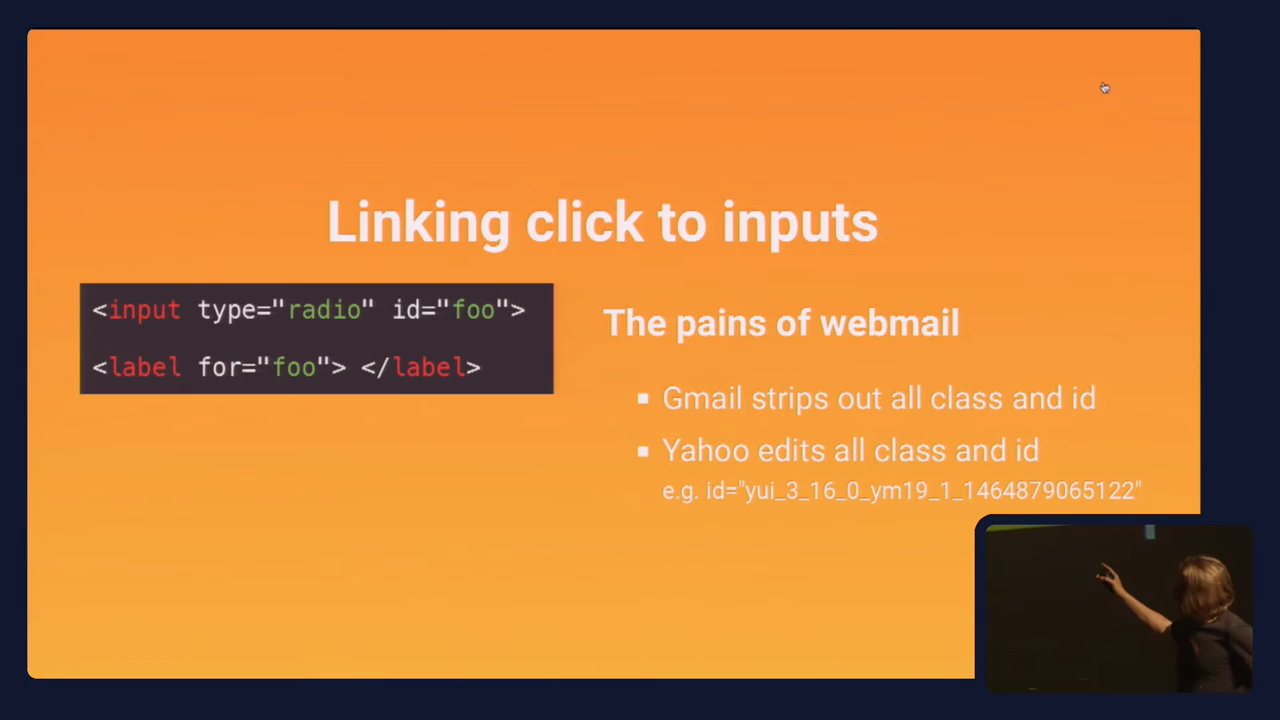 Linking click to inputs
<input type="radio" id="foo">
<label for="foo"> </label>
The pains of webmail
▪ Gmail strips out all class and id
▪ Yahoo edits all class and id
e.g. id="yui_3_16_0_ym19_1_1464879065122"